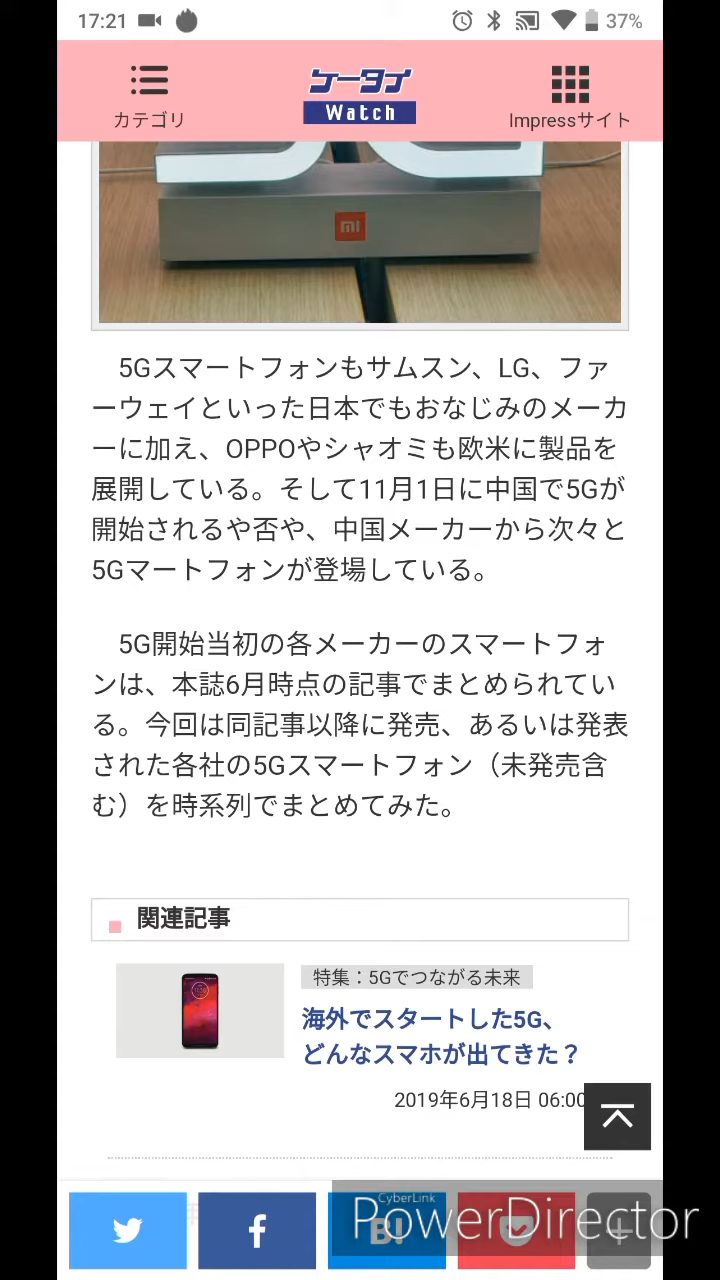 17:21 37%
カテゴリ
ケータイ
Watch
Impressサイト
mi
5Gスマートフォンもサムスン、LG、ファ
ーウェイといった日本でもおなじみのメーカ
ーに加え、OPPOやシャオミも欧米に製品を
展開している。そして11月1日に中国で5Gが
開始されるや否や、中国メーカーから次々と
5Gマートフォンが登場している。
5G開始当初の各メーカーのスマートフォ
ンは、本誌6月時点の記事でまとめられてい
る。今回は同記事以降に発売、あるいは発表
された各社の5Gスマートフォン（未発売含
む）を時系列でまとめてみた。
関連記事
特集：5Gでつながる未来
海外でスタートした5G、
どんなスマホが出てきた？
2019年6月18日 06:00
CyberLink
PowerDirector
B!